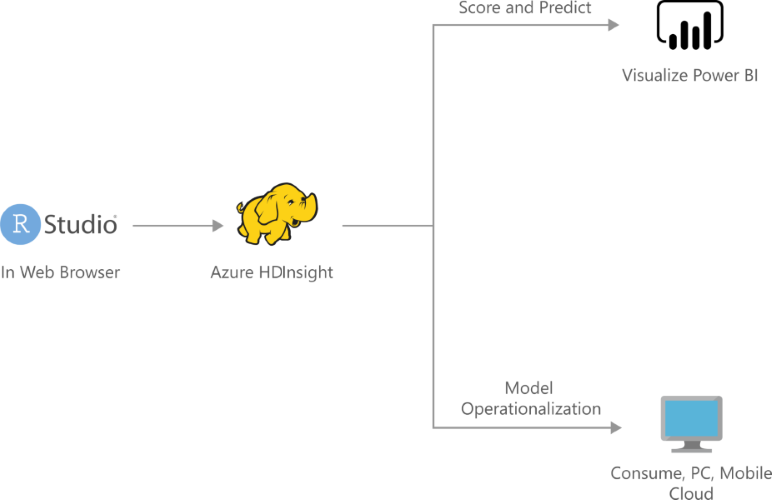 Score and Predict
Visualize Power BI
R Studio®
In Web Browser
Azure HDInsight
Model
Operationalization
Consume, PC, Mobile
Cloud